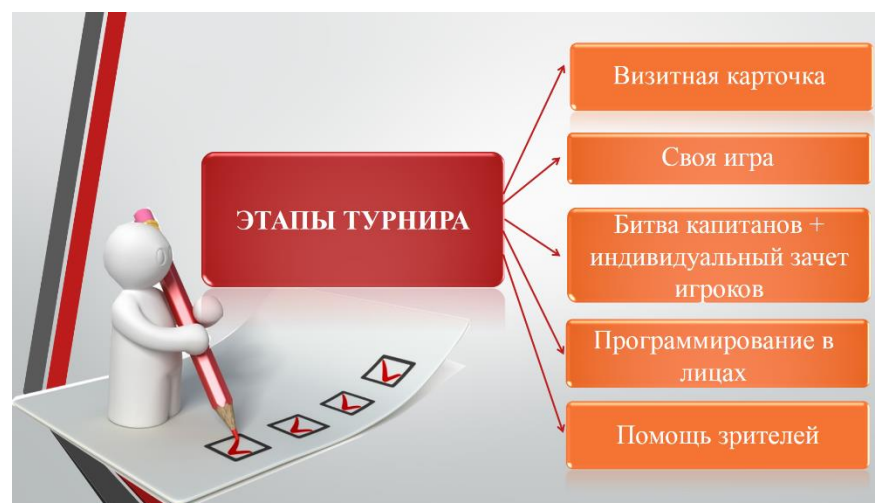 ЭТАПЫ ТУРНИРА
Визитная карточка
Своя игра
Битва капитанов +
индивидуальный зачет
игроков
Программирование в
лицах
Помощь зрителей